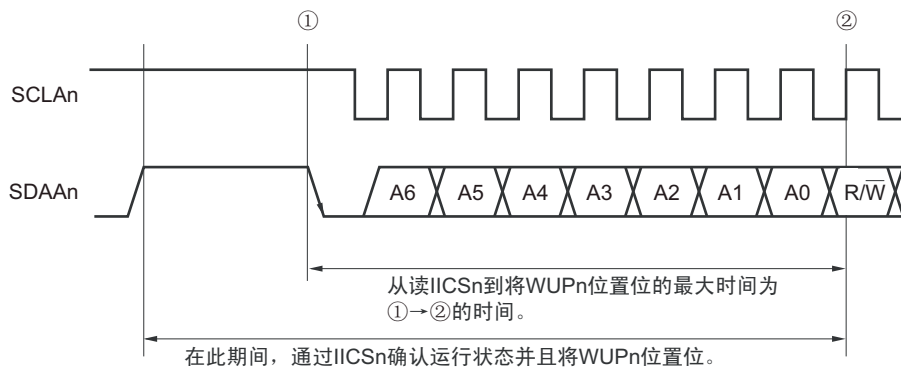 ① ②
SCLAn
SDAAn A6 A5 A4 A3 A2 A1 A0 R/W̅
从读IICSn到将WUPn位置位的最大时间为
①→②的时间。
在此期间，通过IICSn确认运行状态并且将WUPn位置位。